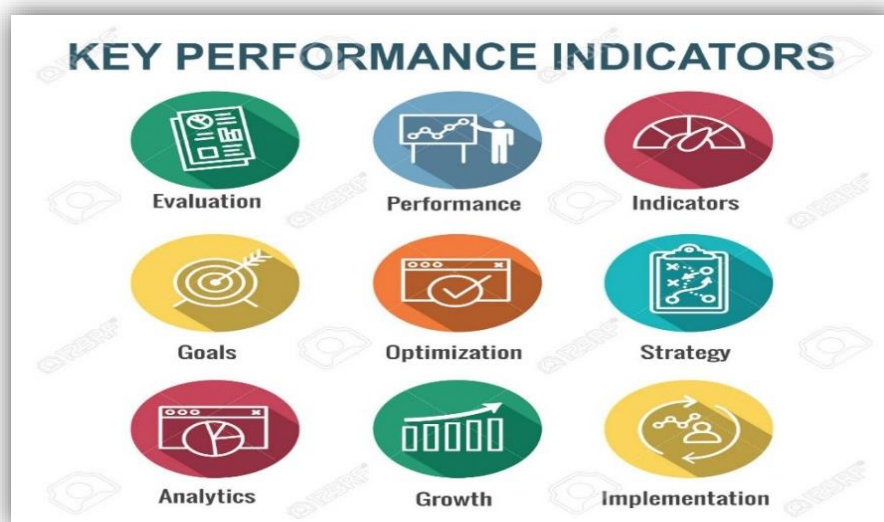 KEY PERFORMANCE INDICATORS
Evaluation
Performance
Indicators
Goals
Optimization
Strategy
Analytics
Growth
Implementation